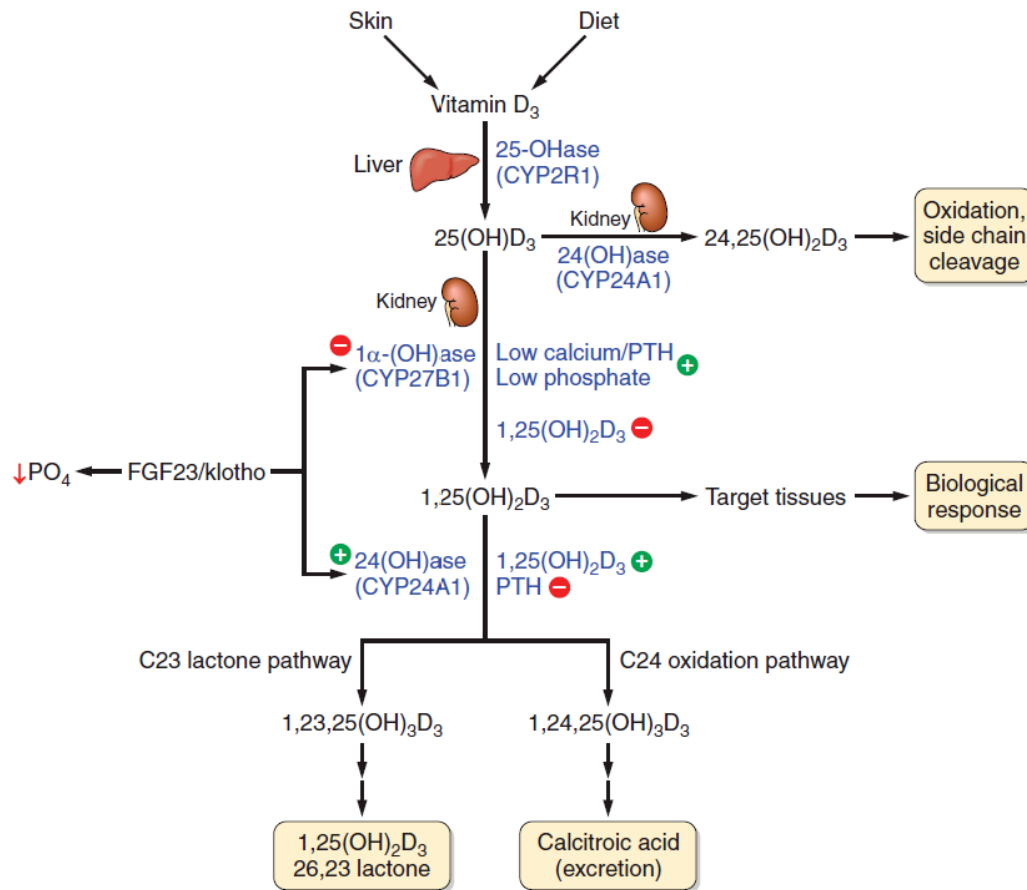 Skin
Diet
Vitamin D₃
Liver
25-OHase
(CYP2R1)
25(OH)D₃
Kidney
24(OH)ase
(CYP24A1)
24,25(OH)₂D₃
Oxidation,
side chain
cleavage
Kidney
− 1α-(OH)ase
(CYP27B1)
Low calcium/PTH
Low phosphate +
1,25(OH)₂D₃ −
↓PO₄
FGF23/klotho
1,25(OH)₂D₃
Target tissues
Biological
response
+ 24(OH)ase
(CYP24A1)
1,25(OH)₂D₃ +
PTH −
C23 lactone pathway
C24 oxidation pathway
1,23,25(OH)₃D₃
1,24,25(OH)₃D₃
1,25(OH)₂D₃
26,23 lactone
Calcitroic acid
(excretion)